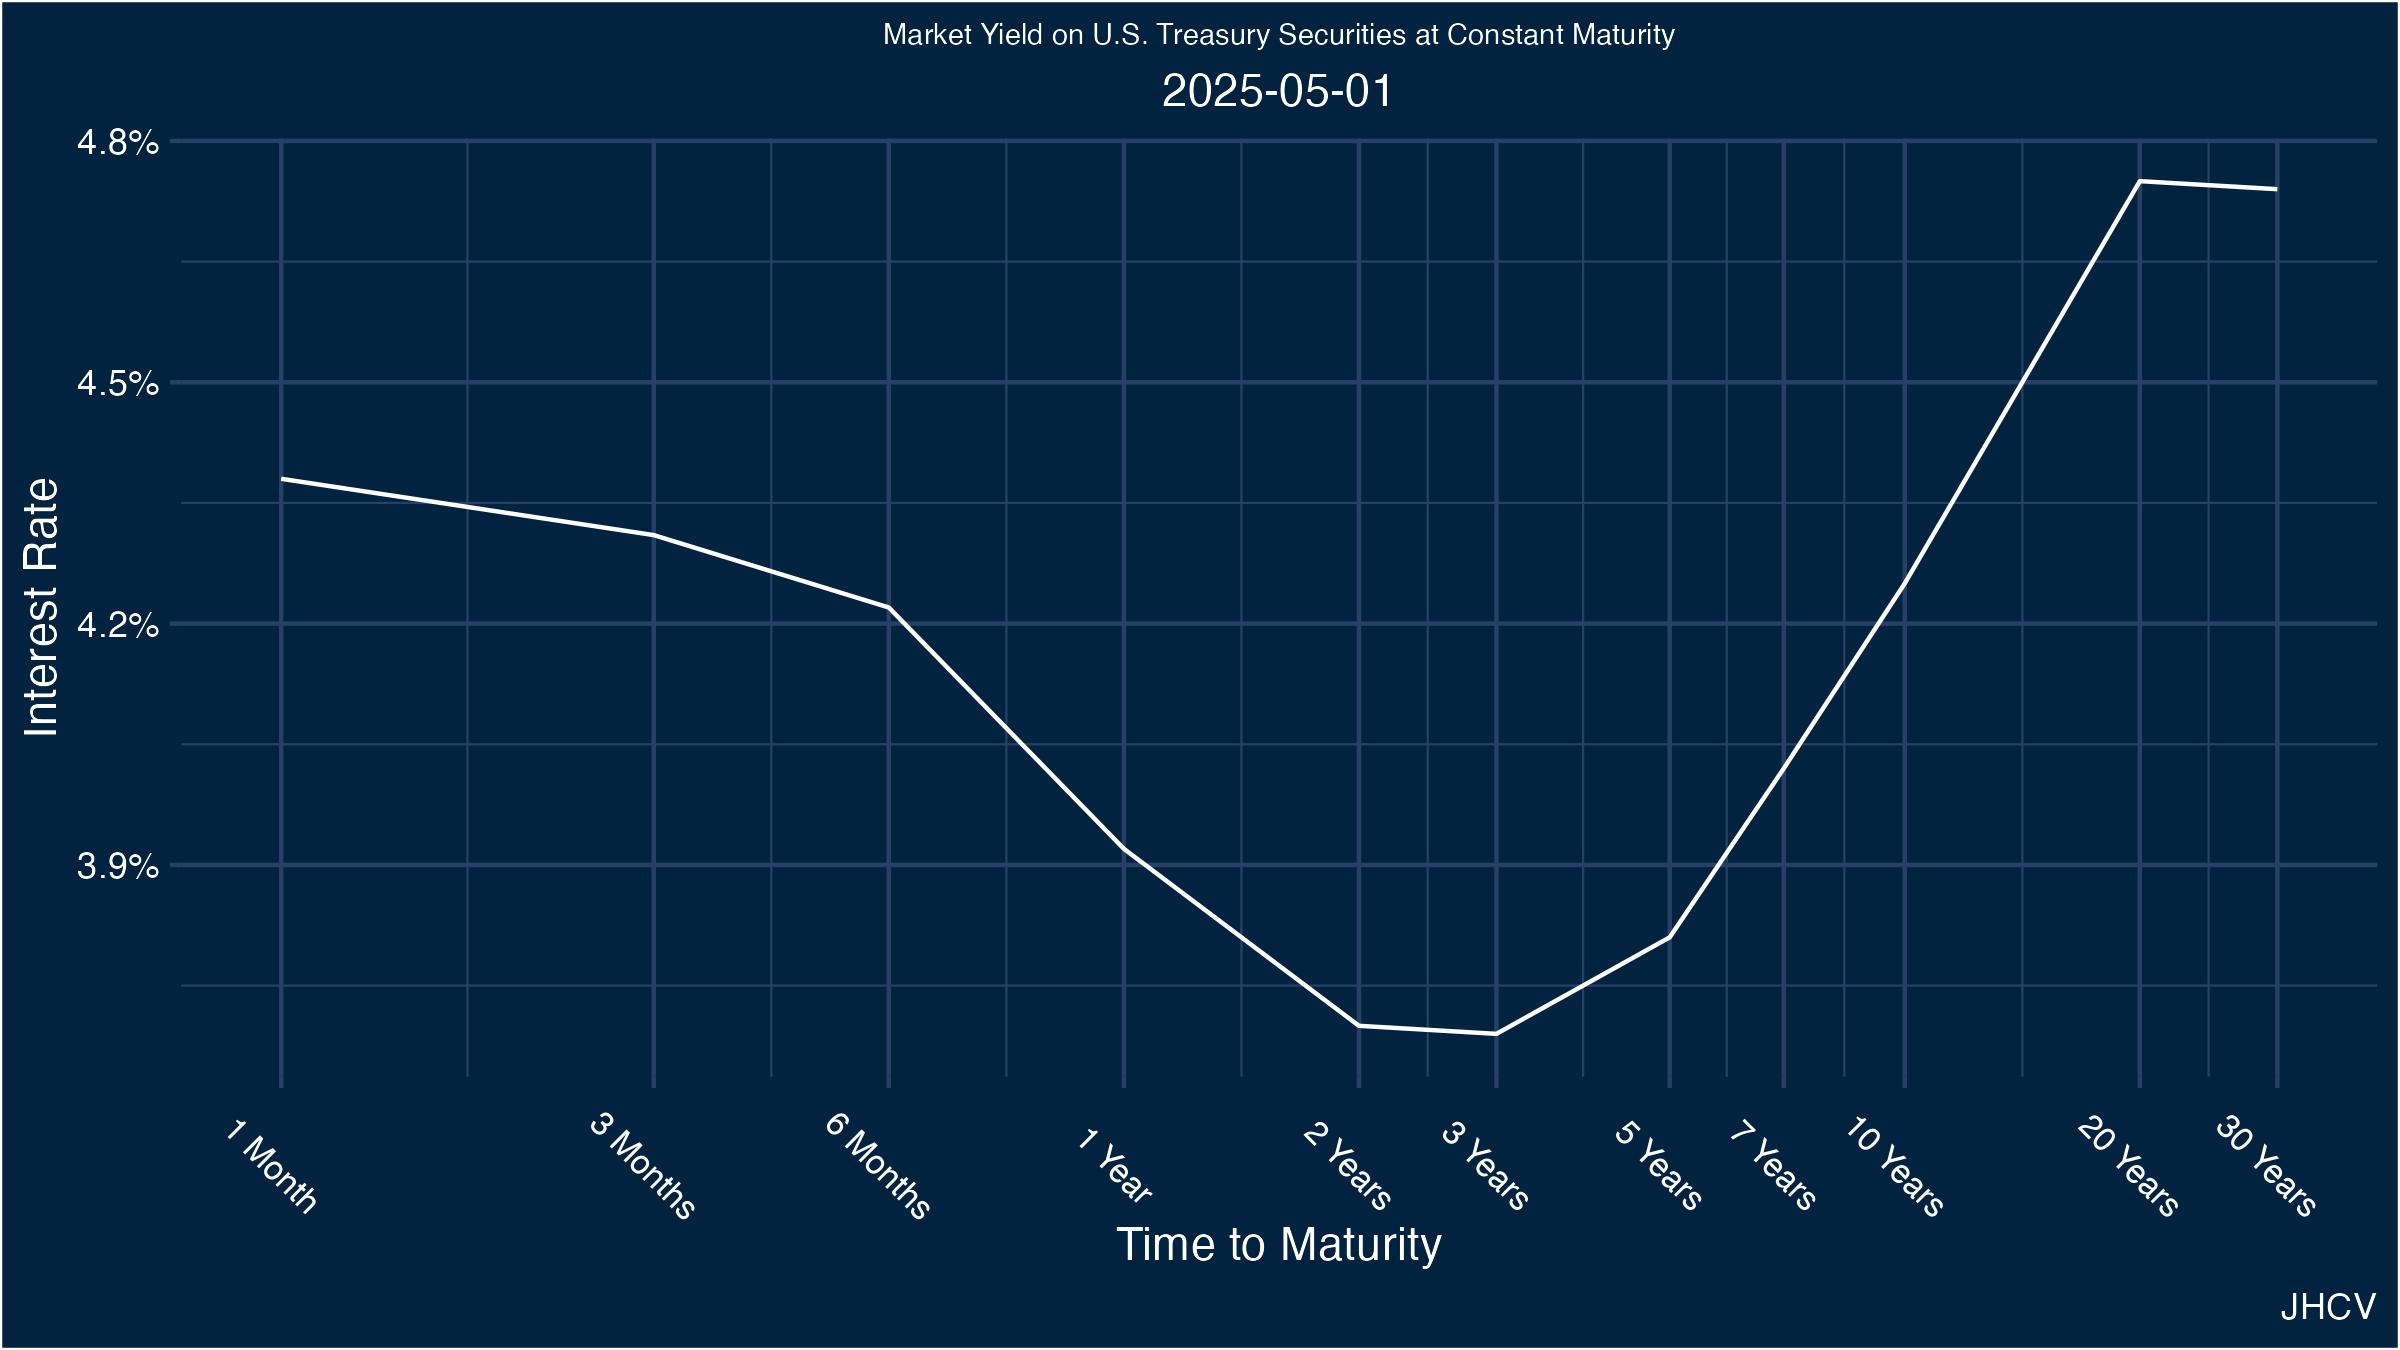 Market Yield on U.S. Treasury Securities at Constant Maturity
2025-05-01
4.8%
4.5%
4.2%
3.9%
Interest Rate
1 Month
3 Months
6 Months
1 Year
2 Years
3 Years
5 Years
7 Years
10 Years
20 Years
30 Years
Time to Maturity
JHCV